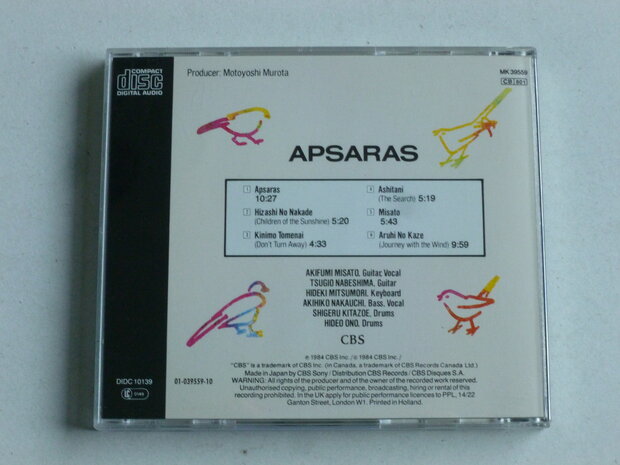 COMPACT
disc
DIGITAL AUDIO
Producer: Motoyoshi Murota
MK 39559
CB 801
APSARAS
1 Apsaras
10:27
2 Hizashi No Nakade
(Children of the Sunshine) 5:20
3 Kinimo Tomenai
(Don't Turn Away) 4:33
4 Ashitani
(The Search) 5:19
5 Misato
5:43
6 Aruhi No Kaze
(Journey with the Wind) 9:59
AKIFUMI MISATO, Guitar, Vocal
TSUGIO NABESHIMA, Guitar
HIDEKI MITSUMORI, Keyboard
AKIHIKO NAKAUCHI, Bass, Vocal
SHIGERU KITAZOE, Drums
HIDEO ONO, Drums
CBS
℗ 1984 CBS Inc./© 1984 CBS Inc./
"CBS" is a trademark of CBS Inc. (in Canada, a trademark of CBS Records Canada Ltd.)
Made in Japan by CBS Sony / Distribution CBS Records / CBS Disques S.A.
WARNING: All rights of the producer and of the owner of the recorded work reserved.
Unauthorised copying, public performance, broadcasting, hiring or rental of this
recording prohibited. In the UK apply for public performance licences to PPL, 14/22
Ganton Street, London W1. Printed in Holland.
DIDC 10139
01-039559-10